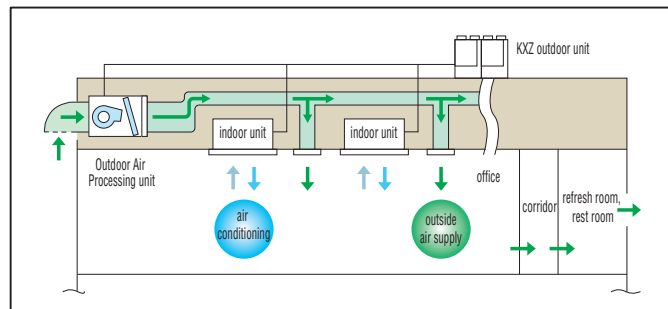 KXZ outdoor unit
indoor unit
indoor unit
Outdoor Air
Processing unit
office
corridor
refresh room,
rest room
air
conditioning
outside
air supply